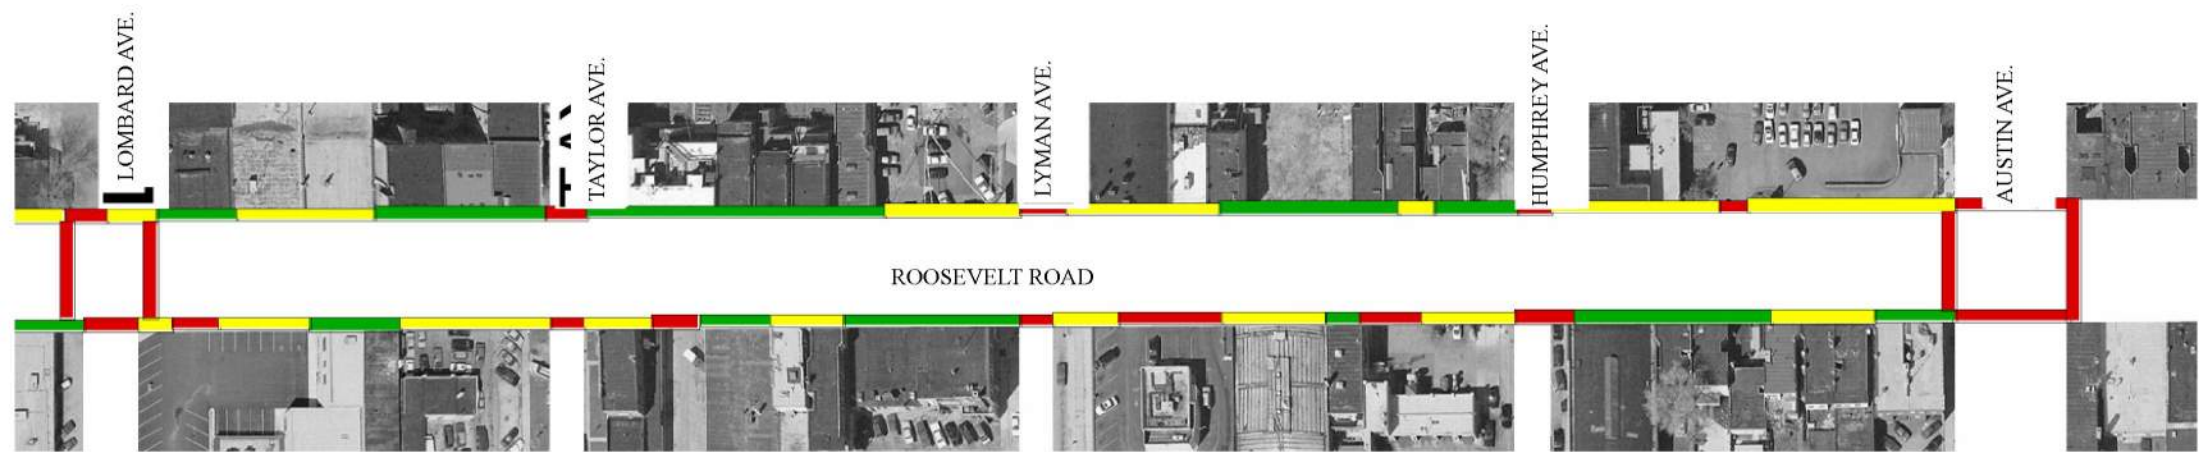 LOMBARD AVE.
TAYLOR AVE.
LYMAN AVE.
HUMPHREY AVE.
AUSTIN AVE.
ROOSEVELT ROAD